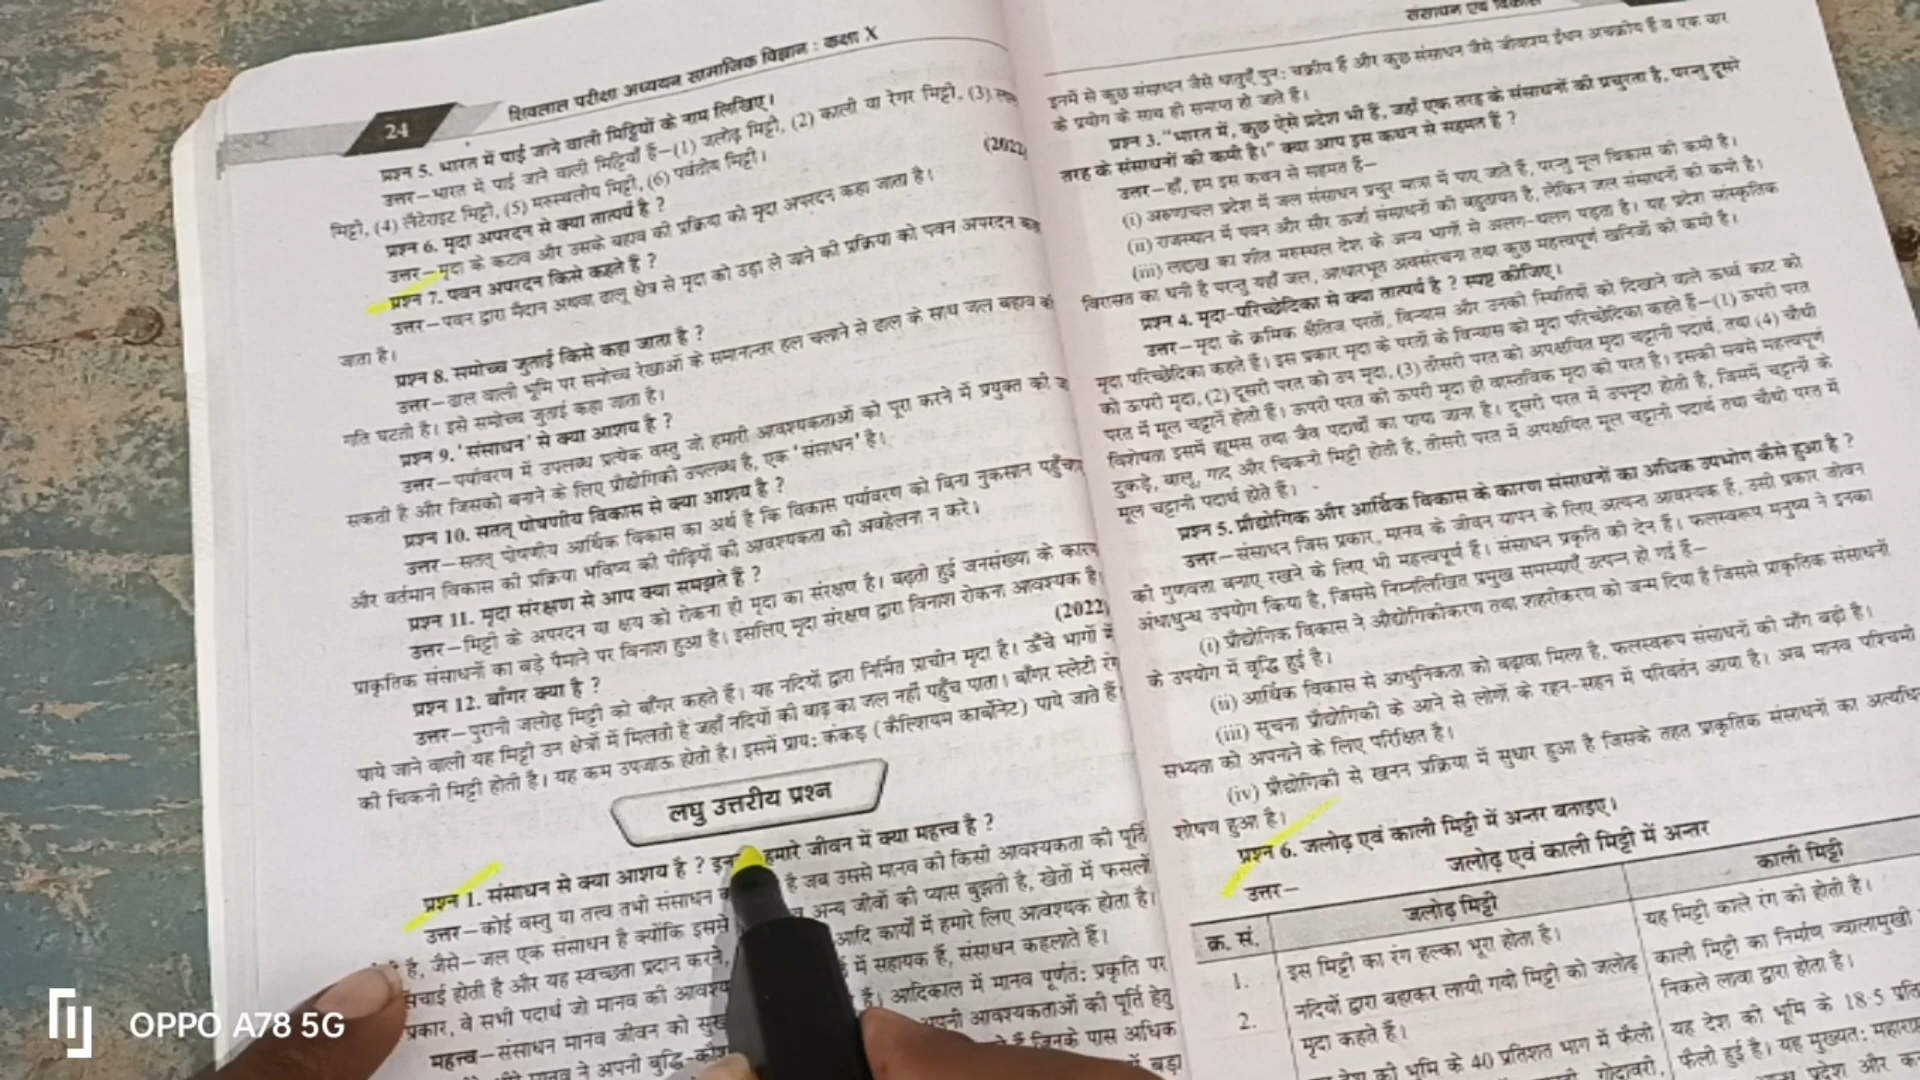 24
शिवलाल परीक्षा अध्ययन सामाजिक विज्ञान : कक्षा X
प्रश्न 5. भारत में पाई जाने वाली मिट्टियों के नाम लिखिए।
(2022)
उत्तर–भारत में पाई जाने वाली मिट्टियाँ हैं–(1) जलोढ़ मिट्टी, (2) काली या रेगर मिट्टी, (3)
मिट्टी, (4) लैटेराइट मिट्टी, (5) मरुस्थलीय मिट्टी, (6) पर्वतीय मिट्टी।
प्रश्न 6. मृदा अपरदन से क्या तात्पर्य है ?
उत्तर–मृदा के कटाव और उसके बहाव की प्रक्रिया को मृदा अपरदन कहा जाता है।
प्रश्न 7. पवन अपरदन किसे कहते हैं ?
उत्तर–पवन द्वारा मैदान अथवा ढालू क्षेत्र से मृदा को उड़ा ले जाने की प्रक्रिया को पवन अपरदन कहा
जाता है।
प्रश्न 8. समोच्च जुताई किसे कहा जाता है ?
उत्तर–ढाल वाली भूमि पर समोच्च रेखाओं के समानान्तर हल चलाने से ढाल के साथ जल बहाव की
गति घटती है। इसे समोच्च जुताई कहा जाता है।
प्रश्न 9. 'संसाधन' से क्या आशय है ?
उत्तर–पर्यावरण में उपलब्ध प्रत्येक वस्तु जो हमारी आवश्यकताओं को पूरा करने में प्रयुक्त की जा
सकती है और जिसको बनाने के लिए प्रौद्योगिकी उपलब्ध है, एक 'संसाधन' है।
प्रश्न 10. सतत् पोषणीय विकास से क्या आशय है ?
उत्तर–सतत् पोषणीय आर्थिक विकास का अर्थ है कि विकास पर्यावरण को बिना नुकसान पहुँचाए
और वर्तमान विकास की प्रक्रिया भविष्य की पीढ़ियों की आवश्यकता की अवहेलना न करे।
प्रश्न 11. मृदा संरक्षण से आप क्या समझते हैं ?
उत्तर–मिट्टी के अपरदन या क्षय को रोकना ही मृदा का संरक्षण है। बढ़ती हुई जनसंख्या के कारण
प्राकृतिक संसाधनों का बड़े पैमाने पर विनाश हुआ है। इसलिए मृदा संरक्षण द्वारा विनाश रोकना आवश्यक है।
प्रश्न 12. बाँगर क्या है ?
(2022)
उत्तर–पुरानी जलोढ़ मिट्टी को बाँगर कहते हैं। यह नदियों द्वारा निर्मित प्राचीन मृदा है। ऊँचे भागों में
पाये जाने वाली यह मिट्टी उन क्षेत्रों में मिलती है जहाँ नदियों की बाढ़ का जल नहीं पहुँच पाता। बाँगर स्लेटी रंग
की चिकनी मिट्टी होती है। यह कम उपजाऊ होती है। इसमें प्रायः कंकड़ (कैल्शियम कार्बोनेट) पाये जाते हैं।
लघु उत्तरीय प्रश्न
प्रश्न 1. संसाधन से क्या आशय है ? हमारे जीवन में क्या महत्त्व है ?
उत्तर–कोई वस्तु या तत्त्व तभी संसाधन है जब उससे मानव की किसी आवश्यकता की पूर्ति
है, जैसे–जल एक संसाधन है क्योंकि इससे अन्य जीवों की प्यास बुझती है, खेतों में फसलों
सिंचाई होती है और यह स्वच्छता प्रदान करने, आदि कार्यों में हमारे लिए आवश्यक होता है।
प्रकार, वे सभी पदार्थ जो मानव की में सहायक हैं, संसाधन कहलाते हैं।
महत्त्व–संसाधन मानव जीवन को हैं। आदिकाल में मानव पूर्णतः प्रकृति पर
मानव ने अपनी बुद्धि-कौशल अपनी आवश्यकताओं की पूर्ति हेतु
हैं जिनके पास अधिक
बड़ा
संसाधन एवं विकास
इनमें से कुछ संसाधन जैसे धातुएँ पुनः चक्रीय हैं और कुछ संसाधन जैसे जीवाश्म ईंधन अचक्रीय हैं व एक बार
के प्रयोग के साथ ही समाप्त हो जाते हैं।
प्रश्न 3. "भारत में, कुछ ऐसे प्रदेश भी हैं, जहाँ एक तरह के संसाधनों की प्रचुरता है, परन्तु दूसरे
तरह के संसाधनों की कमी है।" क्या आप इस कथन से सहमत हैं ?
उत्तर–हाँ, हम इस कथन से सहमत हैं–
(i) अरुणाचल प्रदेश में जल संसाधन प्रचुर मात्रा में पाए जाते हैं, परन्तु मूल विकास की कमी है।
(ii) राजस्थान में पवन और सौर ऊर्जा संसाधनों की बहुतायत है, लेकिन जल संसाधनों की कमी है।
(iii) लद्दाख का शीत मरुस्थल देश के अन्य भागों से अलग-थलग पड़ता है। यह प्रदेश सांस्कृतिक
विरासत का धनी है परन्तु यहाँ जल, आधारभूत अवसंरचना तथा कुछ महत्त्वपूर्ण खनिजों की कमी है।
प्रश्न 4. मृदा-परिच्छेदिका से क्या तात्पर्य है ? स्पष्ट कीजिए।
उत्तर–मृदा के क्रमिक क्षैतिज परतों, विन्यास और उनकी स्थितियों को दिखाने वाले ऊर्ध्व काट को
मृदा परिच्छेदिका कहते हैं। इस प्रकार मृदा के परतों के विन्यास को मृदा परिच्छेदिका कहते हैं–(1) ऊपरी परत
को ऊपरी मृदा, (2) दूसरी परत को उप मृदा, (3) तीसरी परत को अपक्षयित मृदा चट्टानी पदार्थ, तथा (4) चौथी
परत में मूल चट्टानें होती हैं। ऊपरी परत की ऊपरी मृदा ही वास्तविक मृदा की परत है। इसकी सबसे महत्त्वपूर्ण
विशेषता इसमें ह्यूमस तथा जैव पदार्थों का पाया जाना है। दूसरी परत में उपमृदा होती है, जिसमें चट्टानों के
टुकड़े, बालू, गाद और चिकनी मिट्टी होती है, तीसरी परत में अपक्षयित मूल चट्टानी पदार्थ तथा चौथी परत में
मूल चट्टानी पदार्थ होते हैं।
प्रश्न 5. प्रौद्योगिक और आर्थिक विकास के कारण संसाधनों का अधिक उपभोग कैसे हुआ है ?
उत्तर–संसाधन जिस प्रकार, मानव के जीवन यापन के लिए अत्यन्त आवश्यक हैं, उसी प्रकार जीवन
की गुणवत्ता बनाए रखने के लिए भी महत्त्वपूर्ण हैं। संसाधन प्रकृति की देन हैं। फलस्वरूप मनुष्य ने इनका
अंधाधुन्ध उपयोग किया है, जिससे निम्नलिखित प्रमुख समस्याएँ उत्पन्न हो गई हैं–
(i) प्रौद्योगिक विकास ने औद्योगिकीकरण तथा शहरीकरण को जन्म दिया है जिससे प्राकृतिक संसाधनों
के उपयोग में वृद्धि हुई है।
(ii) आर्थिक विकास से आधुनिकता को बढ़ावा मिला है, फलस्वरूप संसाधनों की माँग बढ़ी है।
(iii) सूचना प्रौद्योगिकी के आने से लोगों के रहन-सहन में परिवर्तन आया है। अब मानव पश्चिमी
सभ्यता को अपनाने के लिए परिक्षित है।
(iv) प्रौद्योगिकी से खनन प्रक्रिया में सुधार हुआ है जिसके तहत प्राकृतिक संसाधनों का अत्यधिक
शोषण हुआ है।
प्रश्न 6. जलोढ़ एवं काली मिट्टी में अन्तर बताइए।
उत्तर–
जलोढ़ एवं काली मिट्टी में अन्तर
क्र. सं. जलोढ़ मिट्टी काली मिट्टी
1. इस मिट्टी का रंग हल्का भूरा होता है। यह मिट्टी काले रंग की होती है।
2. नदियों द्वारा बहाकर लायी गयी मिट्टी को जलोढ़ काली मिट्टी का निर्माण ज्वालामुखी
मृदा कहते हैं। निकले लावा द्वारा होता है।
की भूमि के 40 प्रतिशत भाग में फैली यह देश की भूमि के 18·5
गोदावरी, फैली हुई है। यह मुख्यतः
प्रदेश और
OPPO A78 5G